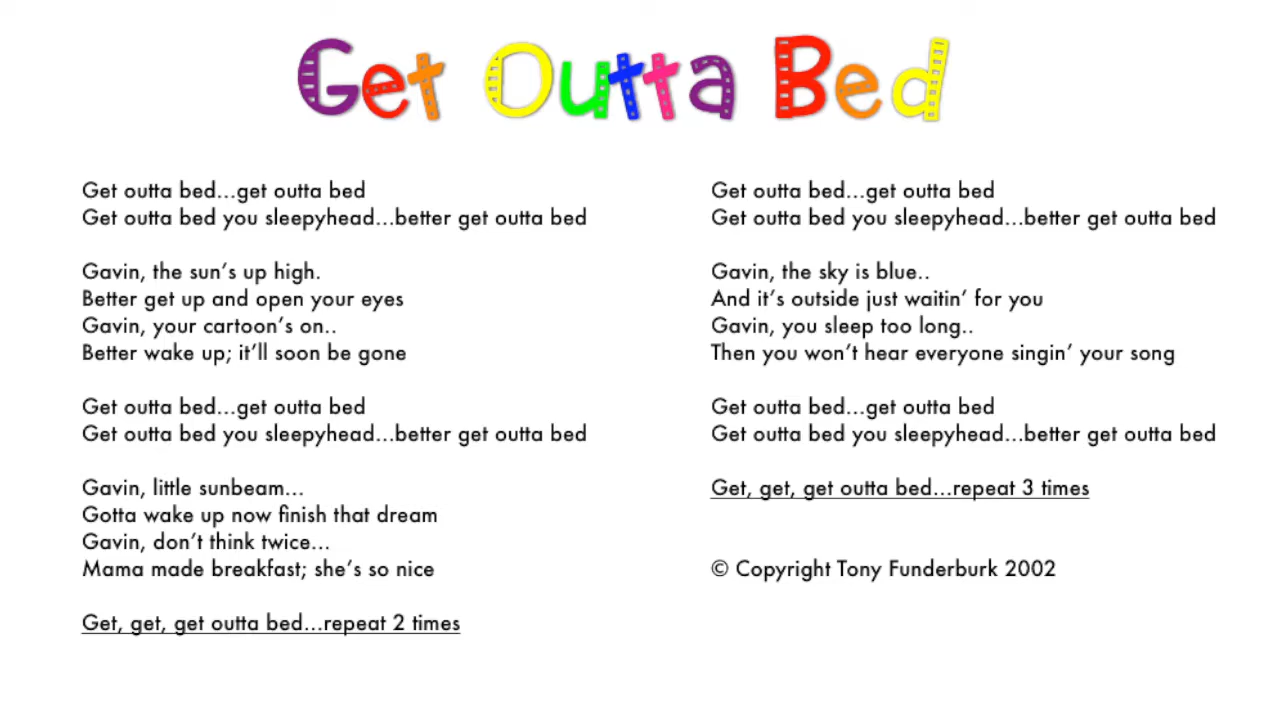 Get Outta Bed
Get outta bed...get outta bed
Get outta bed you sleepyhead...better get outta bed
Gavin, the sun's up high.
Better get up and open your eyes
Gavin, your cartoon's on..
Better wake up; it'll soon be gone
Get outta bed...get outta bed
Get outta bed you sleepyhead...better get outta bed
Gavin, little sunbeam...
Gotta wake up now finish that dream
Gavin, don't think twice...
Mama made breakfast; she's so nice
Get, get, get outta bed...repeat 2 times
Get outta bed...get outta bed
Get outta bed you sleepyhead...better get outta bed
Gavin, the sky is blue..
And it's outside just waitin' for you
Gavin, you sleep too long..
Then you won't hear everyone singin' your song
Get outta bed...get outta bed
Get outta bed you sleepyhead...better get outta bed
Get, get, get outta bed...repeat 3 times
© Copyright Tony Funderburk 2002